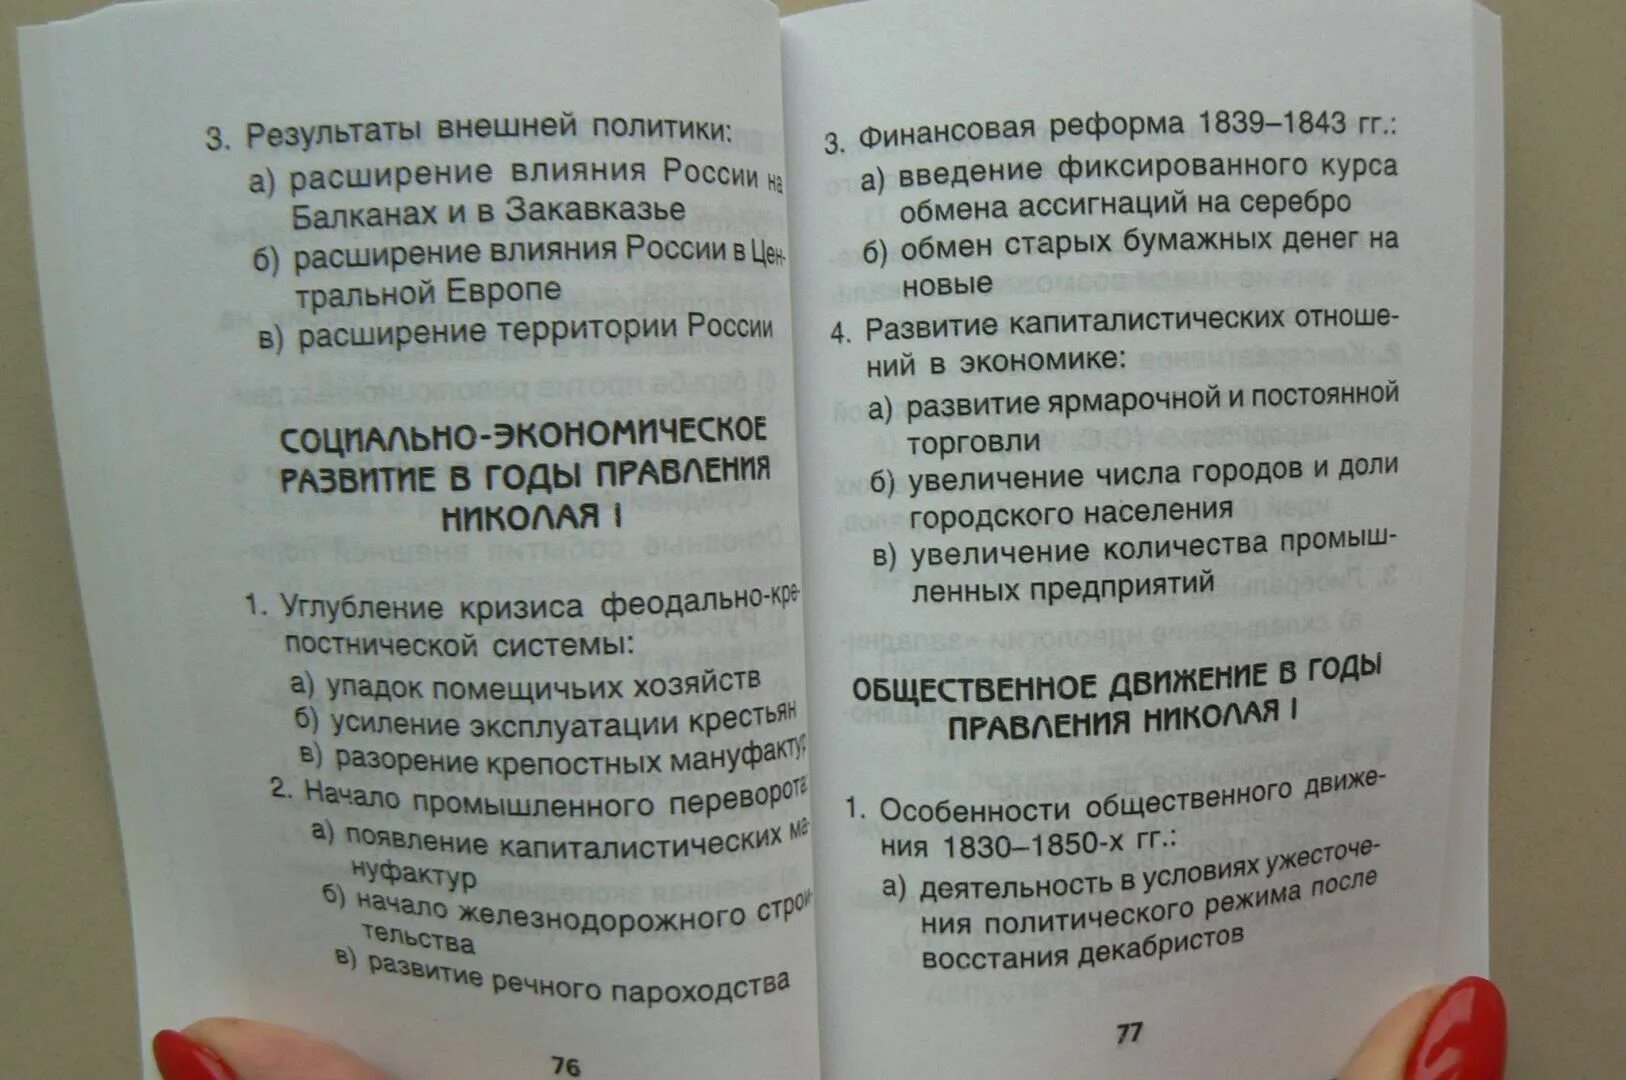 3. Результаты внешней политики:
а) расширение влияния России на
Балканах и в Закавказье
б) расширение влияния России в Цен-
тральной Европе
в) расширение территории России
СОЦИАЛЬНО-ЭКОНОМИЧЕСКОЕ
РАЗВИТИЕ В ГОДЫ ПРАВЛЕНИЯ
НИКОЛАЯ I
1. Углубление кризиса феодально-кре-
постнической системы:
а) упадок помещичьих хозяйств
б) усиление эксплуатации крестьян
в) разорение крепостных мануфактур
2. Начало промышленного переворота
а) появление капиталистических ма-
нуфактур
б) начало железнодорожного строи-
тельства
в) развитие речного пароходства
76
3. Финансовая реформа 1839–1843 гг.:
а) введение фиксированного курса
обмена ассигнаций на серебро
б) обмен старых бумажных денег на
новые
4. Развитие капиталистических отноше-
ний в экономике:
а) развитие ярмарочной и постоянной
торговли
б) увеличение числа городов и доли
городского населения
в) увеличение количества промыш-
ленных предприятий
ОБЩЕСТВЕННОЕ ДВИЖЕНИЕ В ГОДЫ
ПРАВЛЕНИЯ НИКОЛАЯ I
1. Особенности общественного движе-
ния 1830–1850-х гг.:
а) деятельность в условиях ужесточе-
ния политического режима после
восстания декабристов
77